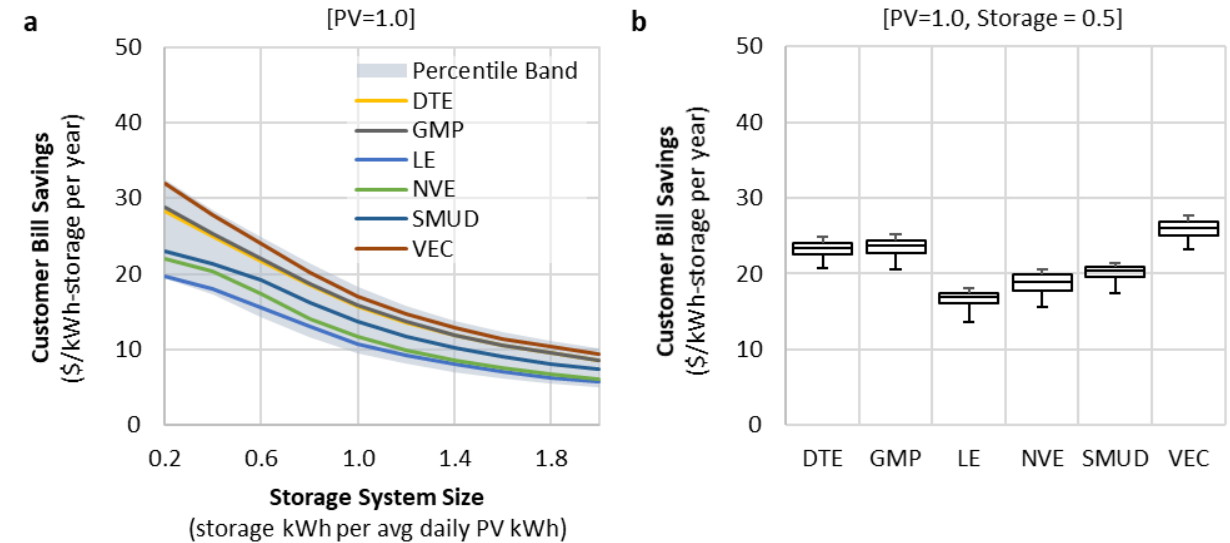 a
[PV=1.0]
Customer Bill Savings
($/kWh-storage per year)
50
40
30
20
10
0
Percentile Band
DTE
GMP
LE
NVE
SMUD
VEC
0.2 0.6 1.0 1.4 1.8
Storage System Size
(storage kWh per avg daily PV kWh)
b
[PV=1.0, Storage = 0.5]
Customer Bill Savings
($/kWh-storage per year)
50
40
30
20
10
0
DTE GMP LE NVE SMUD VEC